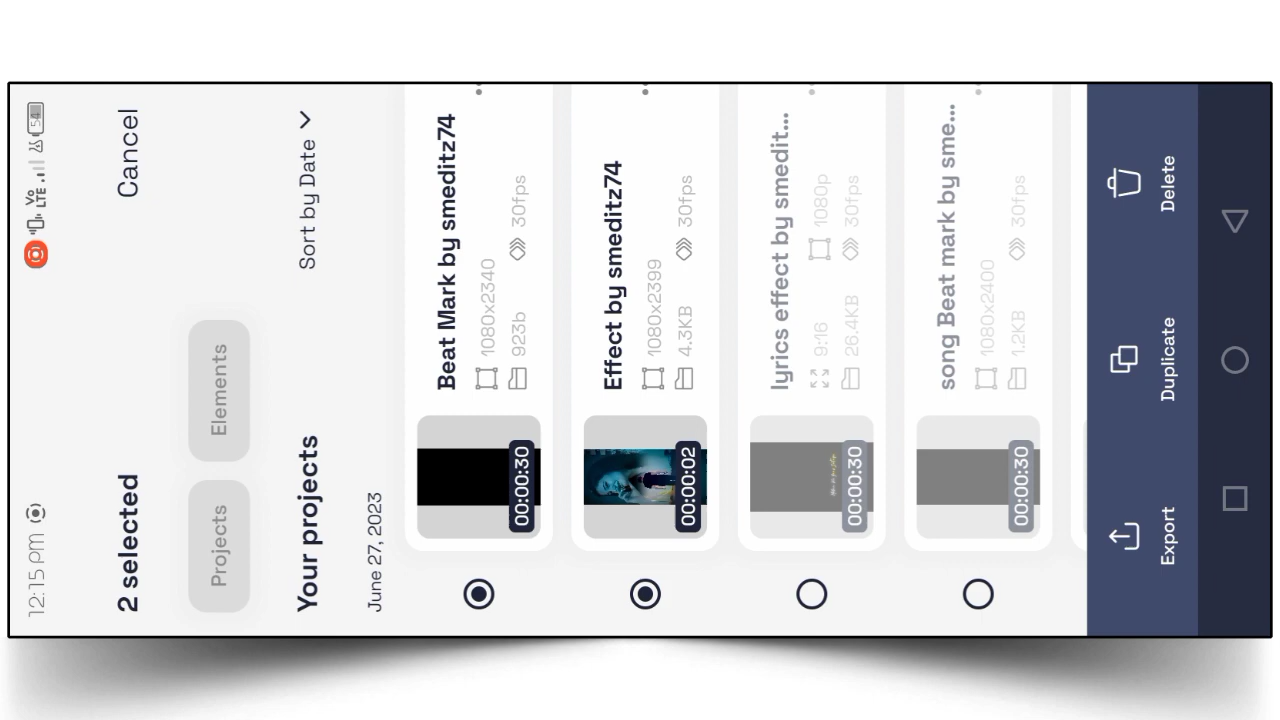 12:15 PM
Vo
LTE
54
2 selected
Cancel
Projects
Elements
Your projects
Sort by Date
June 27, 2023
Beat Mark by smeditz74
1080x2340
923b
30fps
00:00:30
Effect by smeditz74
1080x2399
4.3KB
30fps
00:00:02
lyrics effect by smedit...
9:16
1080p
26.4KB
30fps
00:00:30
song Beat mark by sme...
1080x2400
1.2KB
30fps
00:00:30
Export
Duplicate
Delete